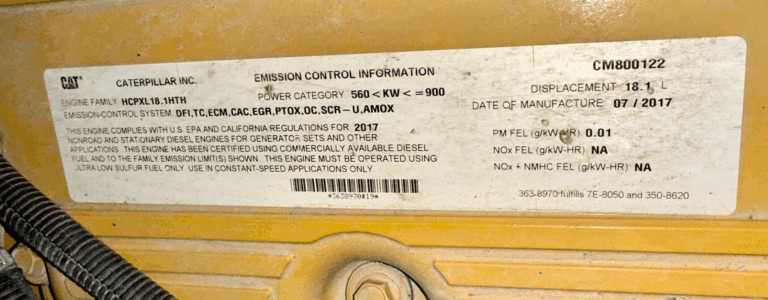 CAT CATERPILLAR INC. EMISSION CONTROL INFORMATION CM800122
ENGINE FAMILY HCPXL18.1HTH POWER CATEGORY 560 < KW < = 900 DISPLACEMENT 18.1 L
EMISSION-CONTROL SYSTEM DFI,TC,ECM,CAC,EGR,PTOX,OC,SCR-U,AMOX DATE OF MANUFACTURE 07/2017
THIS ENGINE COMPLIES WITH U.S. EPA AND CALIFORNIA REGULATIONS FOR 2017
NONROAD AND STATIONARY DIESEL ENGINES FOR GENERATOR SETS AND OTHER
APPLICATIONS. THIS ENGINE HAS BEEN CERTIFIED USING COMMERCIALLY AVAILABLE DIESEL
FUEL AND TO THE FAMILY EMISSION LIMIT(S) SHOWN. THIS ENGINE MUST BE OPERATED USING
ULTRA LOW SULFUR FUEL ONLY. USE IN CONSTANT-SPEED APPLICATIONS ONLY
PM FEL (g/kW-HR) 0.01
NOx FEL (g/kW-HR) NA
NOx + NMHC FEL (g/kW-HR) NA
*3638970#19*
363-8970 fulfills 7E-8050 and 350-8620